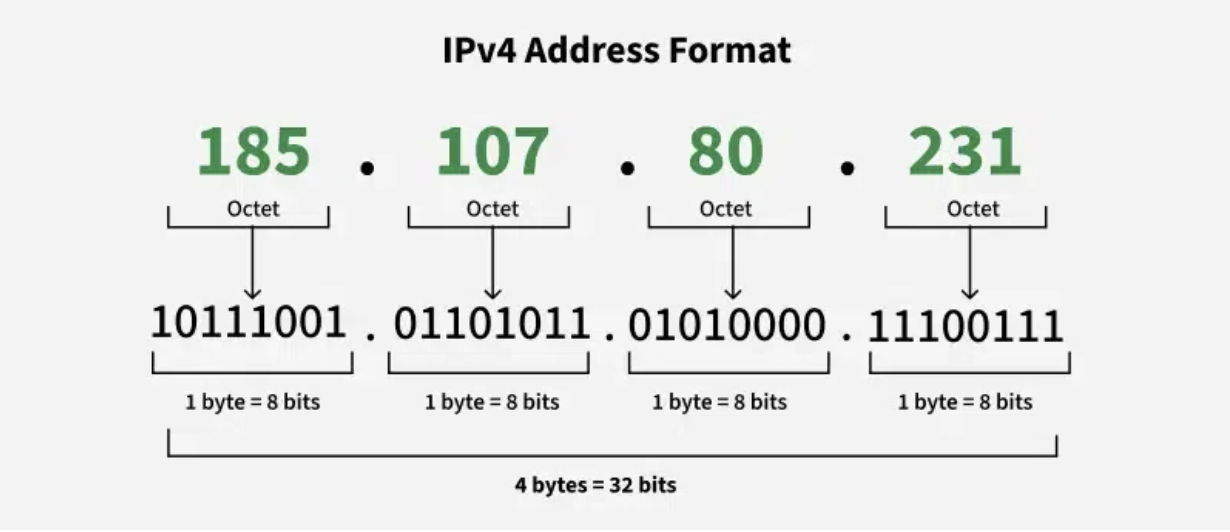 IPv4 Address Format
185 . 107 . 80 . 231
Octet Octet Octet Octet
10111001 . 01101011 . 01010000 . 11100111
1 byte = 8 bits 1 byte = 8 bits 1 byte = 8 bits 1 byte = 8 bits
4 bytes = 32 bits